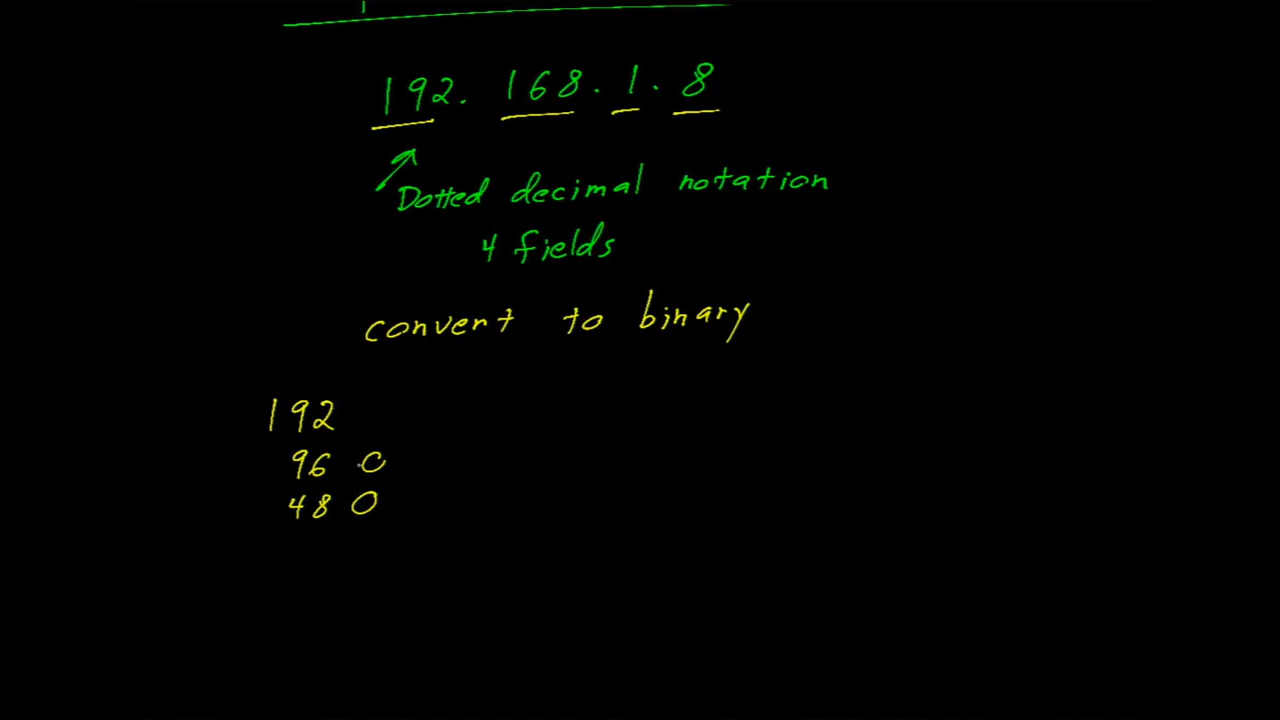 192. 168. 1. 8
Dotted decimal notation
4 fields
convert to binary
192
96 0
48 0